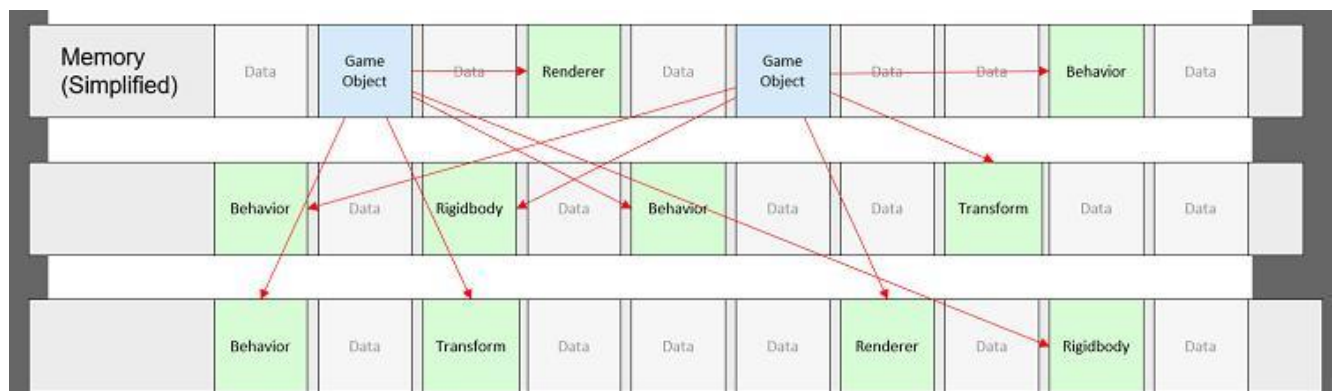 Memory
(Simplified)
Data
Game
Object
Data
Renderer
Data
Game
Object
Data
Data
Behavior
Data
Behavior
Data
Rigidbody
Data
Behavior
Data
Data
Transform
Data
Data
Behavior
Data
Transform
Data
Data
Data
Renderer
Data
Rigidbody
Data